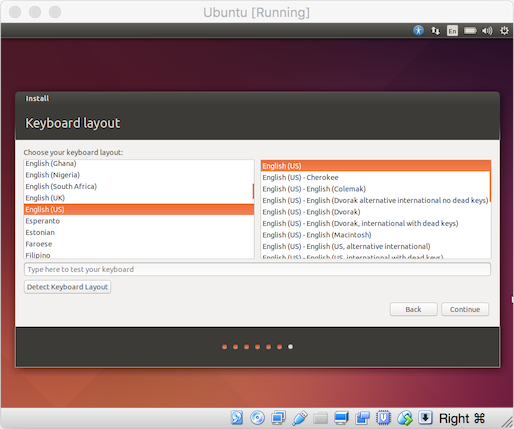 Ubuntu [Running]
En
Install
Keyboard layout
Choose your keyboard layout:
English (Ghana)
English (Nigeria)
English (South Africa)
English (UK)
English (US)
Esperanto
Estonian
Faroese
Filipino
English (US)
English (US) - Cherokee
English (US) - English (Colemak)
English (US) - English (Dvorak alternative international no dead keys)
English (US) - English (Dvorak)
English (US) - English (Dvorak, international with dead keys)
English (US) - English (Macintosh)
English (US) - English (US, alternative international)
English (US) - English (US, international with dead keys)
Type here to test your keyboard
Detect Keyboard Layout
Back
Continue
Right ⌘